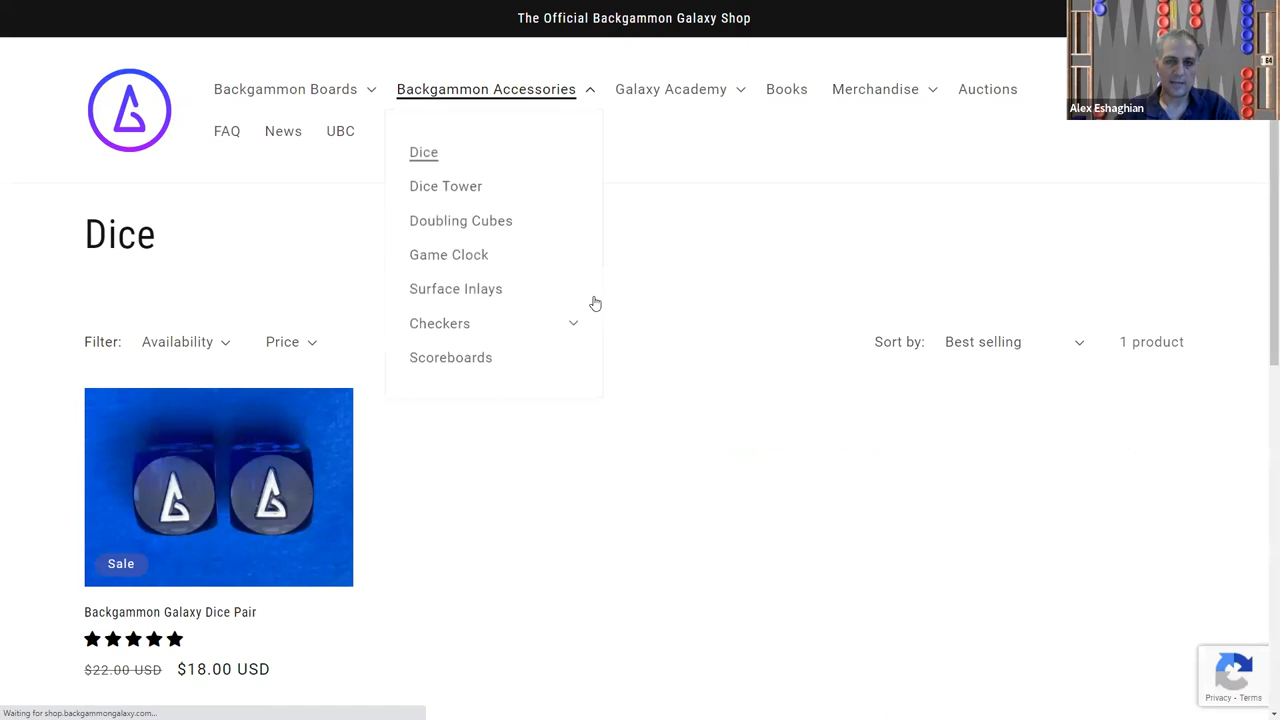 The Official Backgammon Galaxy Shop
Backgammon Boards
Backgammon Accessories
Galaxy Academy
Books
Merchandise
Auctions
FAQ
News
UBC
64
Alex Eshaghian
Dice
Dice Tower
Doubling Cubes
Game Clock
Surface Inlays
Checkers
Scoreboards
Dice
Filter:
Availability
Price
Sort by:
Best selling
1 product
Sale
Backgammon Galaxy Dice Pair
$22.00 USD $18.00 USD
Privacy - Terms
Waiting for shop.backgammongalaxy.com...